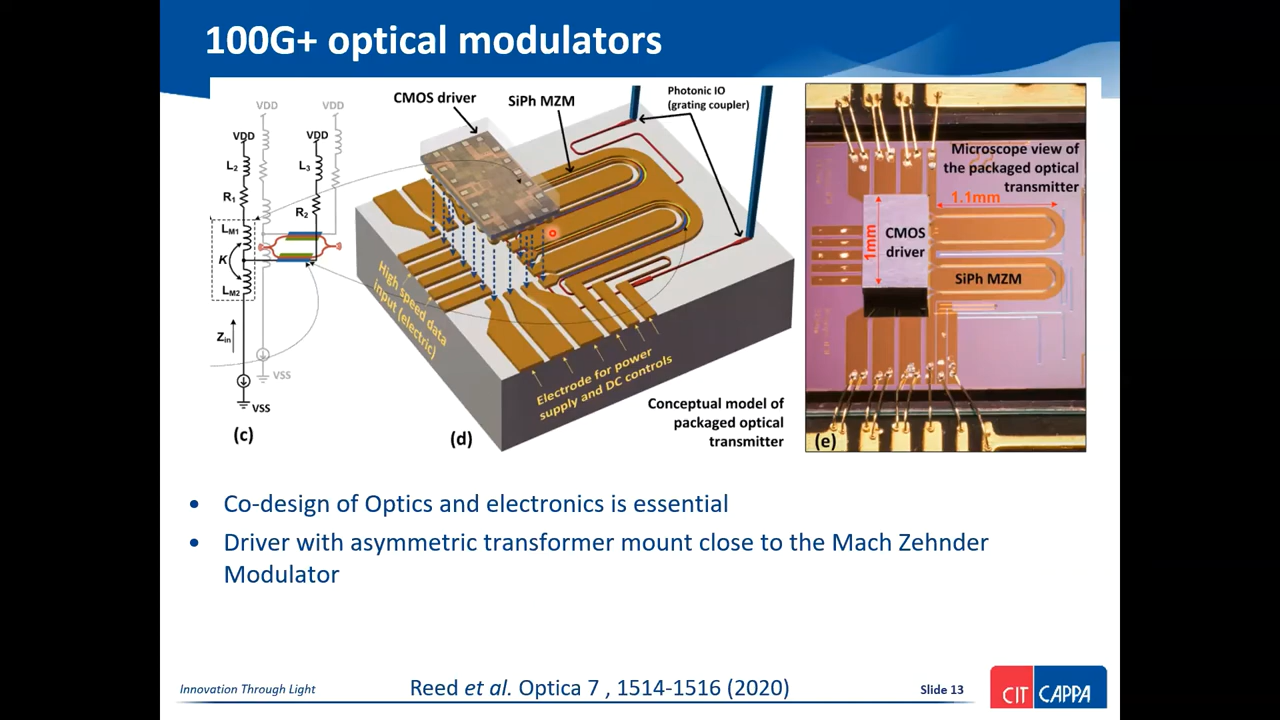 100G+ optical modulators
VDD
VDD
VDD
VDD
L2
L3
R1
R2
LM1
K
LM2
Zin
VSS
VSS
(c)
CMOS driver
SiPh MZM
Photonic IO
(grating coupler)
High speed data
input (electric)
Electrode for power
supply and DC controls
Conceptual model of
packaged optical
transmitter
(d)
Microscope view of
the packaged optical
transmitter
1.1mm
1mm
CMOS
driver
SiPh MZM
(e)
• Co-design of Optics and electronics is essential
• Driver with asymmetric transformer mount close to the Mach Zehnder
Modulator
Innovation Through Light
Reed et al. Optica 7 , 1514-1516 (2020)
Slide 13
CIT CAPPA